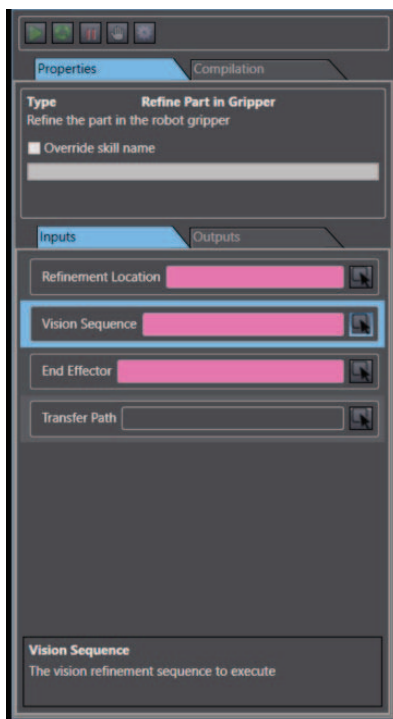 Properties
Compilation
Type Refine Part in Gripper
Refine the part in the robot gripper
Override skill name
Inputs
Outputs
Refinement Location
Vision Sequence
End Effector
Transfer Path
Vision Sequence
The vision refinement sequence to execute